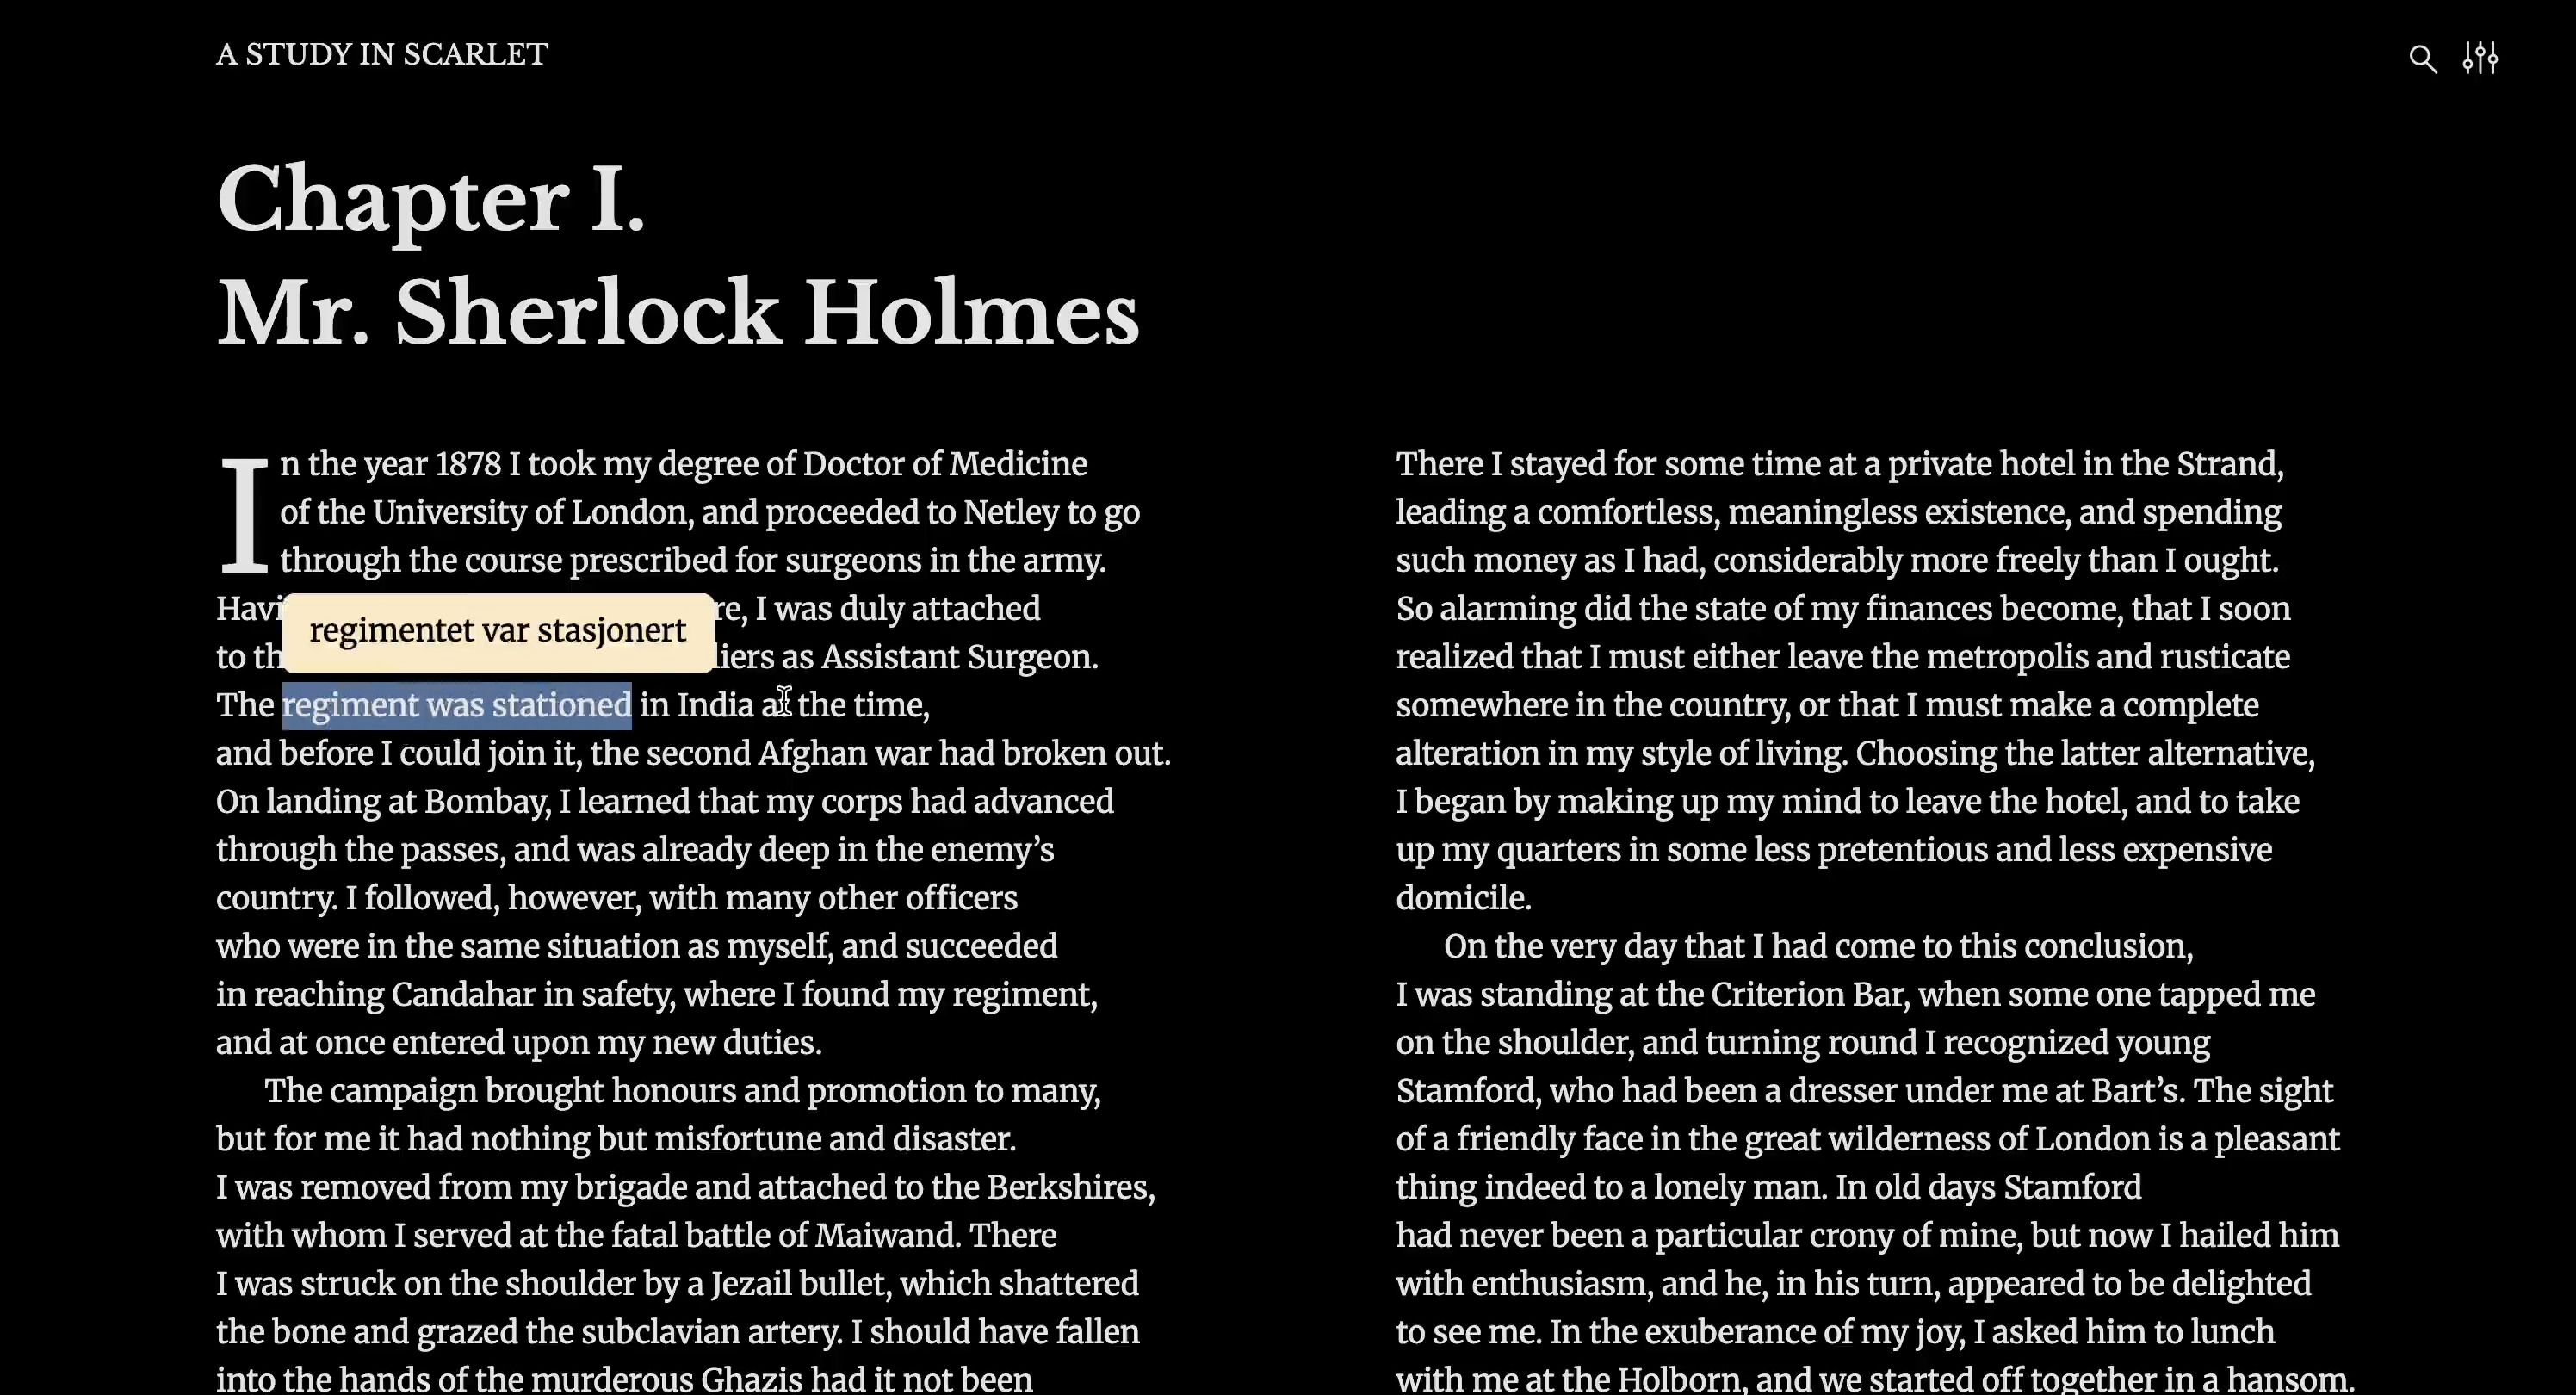 A STUDY IN SCARLET
Chapter I.
Mr. Sherlock Holmes
In the year 1878 I took my degree of Doctor of Medicine
of the University of London, and proceeded to Netley to go
through the course prescribed for surgeons in the army.
re, I was duly attached
regimentet var stasjonert
to liers as Assistant Surgeon.
The regiment was stationed in India at the time,
and before I could join it, the second Afghan war had broken out.
On landing at Bombay, I learned that my corps had advanced
through the passes, and was already deep in the enemy’s
country. I followed, however, with many other officers
who were in the same situation as myself, and succeeded
in reaching Candahar in safety, where I found my regiment,
and at once entered upon my new duties.
The campaign brought honours and promotion to many,
but for me it had nothing but misfortune and disaster.
I was removed from my brigade and attached to the Berkshires,
with whom I served at the fatal battle of Maiwand. There
I was struck on the shoulder by a Jezail bullet, which shattered
the bone and grazed the subclavian artery. I should have fallen
into the hands of the murderous Ghazis had it not been
There I stayed for some time at a private hotel in the Strand,
leading a comfortless, meaningless existence, and spending
such money as I had, considerably more freely than I ought.
So alarming did the state of my finances become, that I soon
realized that I must either leave the metropolis and rusticate
somewhere in the country, or that I must make a complete
alteration in my style of living. Choosing the latter alternative,
I began by making up my mind to leave the hotel, and to take
up my quarters in some less pretentious and less expensive
domicile.
On the very day that I had come to this conclusion,
I was standing at the Criterion Bar, when some one tapped me
on the shoulder, and turning round I recognized young
Stamford, who had been a dresser under me at Bart’s. The sight
of a friendly face in the great wilderness of London is a pleasant
thing indeed to a lonely man. In old days Stamford
had never been a particular crony of mine, but now I hailed him
with enthusiasm, and he, in his turn, appeared to be delighted
to see me. In the exuberance of my joy, I asked him to lunch
with me at the Holborn, and we started off together in a hansom.